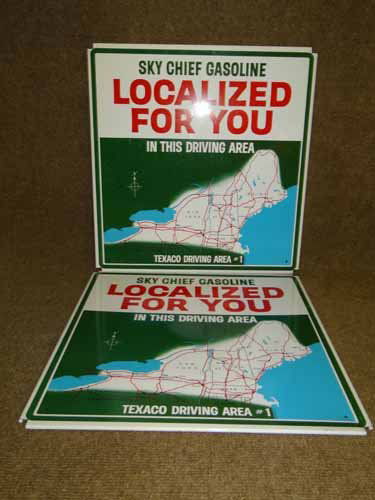 SKY CHIEF GASOLINE
LOCALIZED
FOR YOU
IN THIS DRIVING AREA
TEXACO DRIVING AREA #1
SKY CHIEF GASOLINE
LOCALIZED
FOR YOU
IN THIS DRIVING AREA
TEXACO DRIVING AREA #1